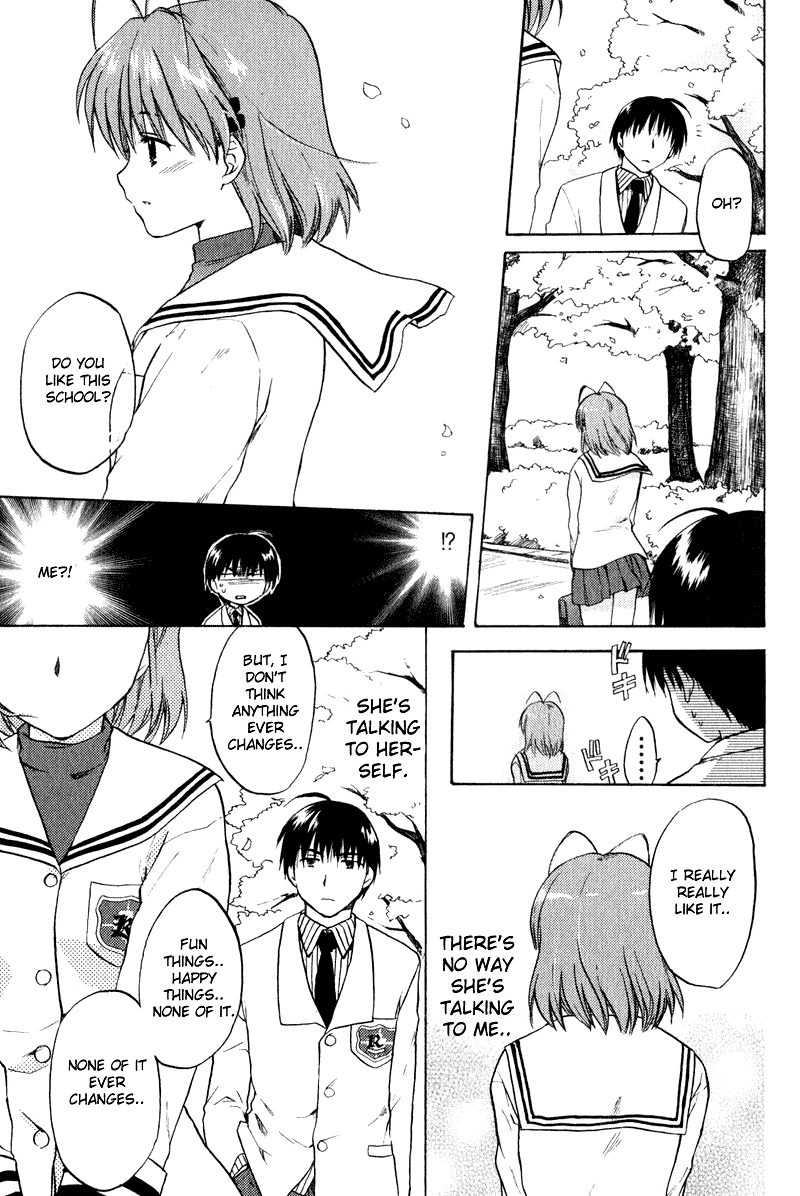 OH?
DO YOU
LIKE THIS
SCHOOL?
!?
ME?!
ドキ
....
ドキ
I REALLY
REALLY
LIKE IT..
THERE'S
NO WAY
SHE'S
TALKING
TO ME..
BUT, I
DON'T
THINK
ANYTHING
EVER
CHANGES..
SHE'S
TALKING
TO HER-
SELF.
FUN
THINGS..
HAPPY
THINGS..
NONE OF IT.
NONE OF IT
EVER
CHANGES..
R
R